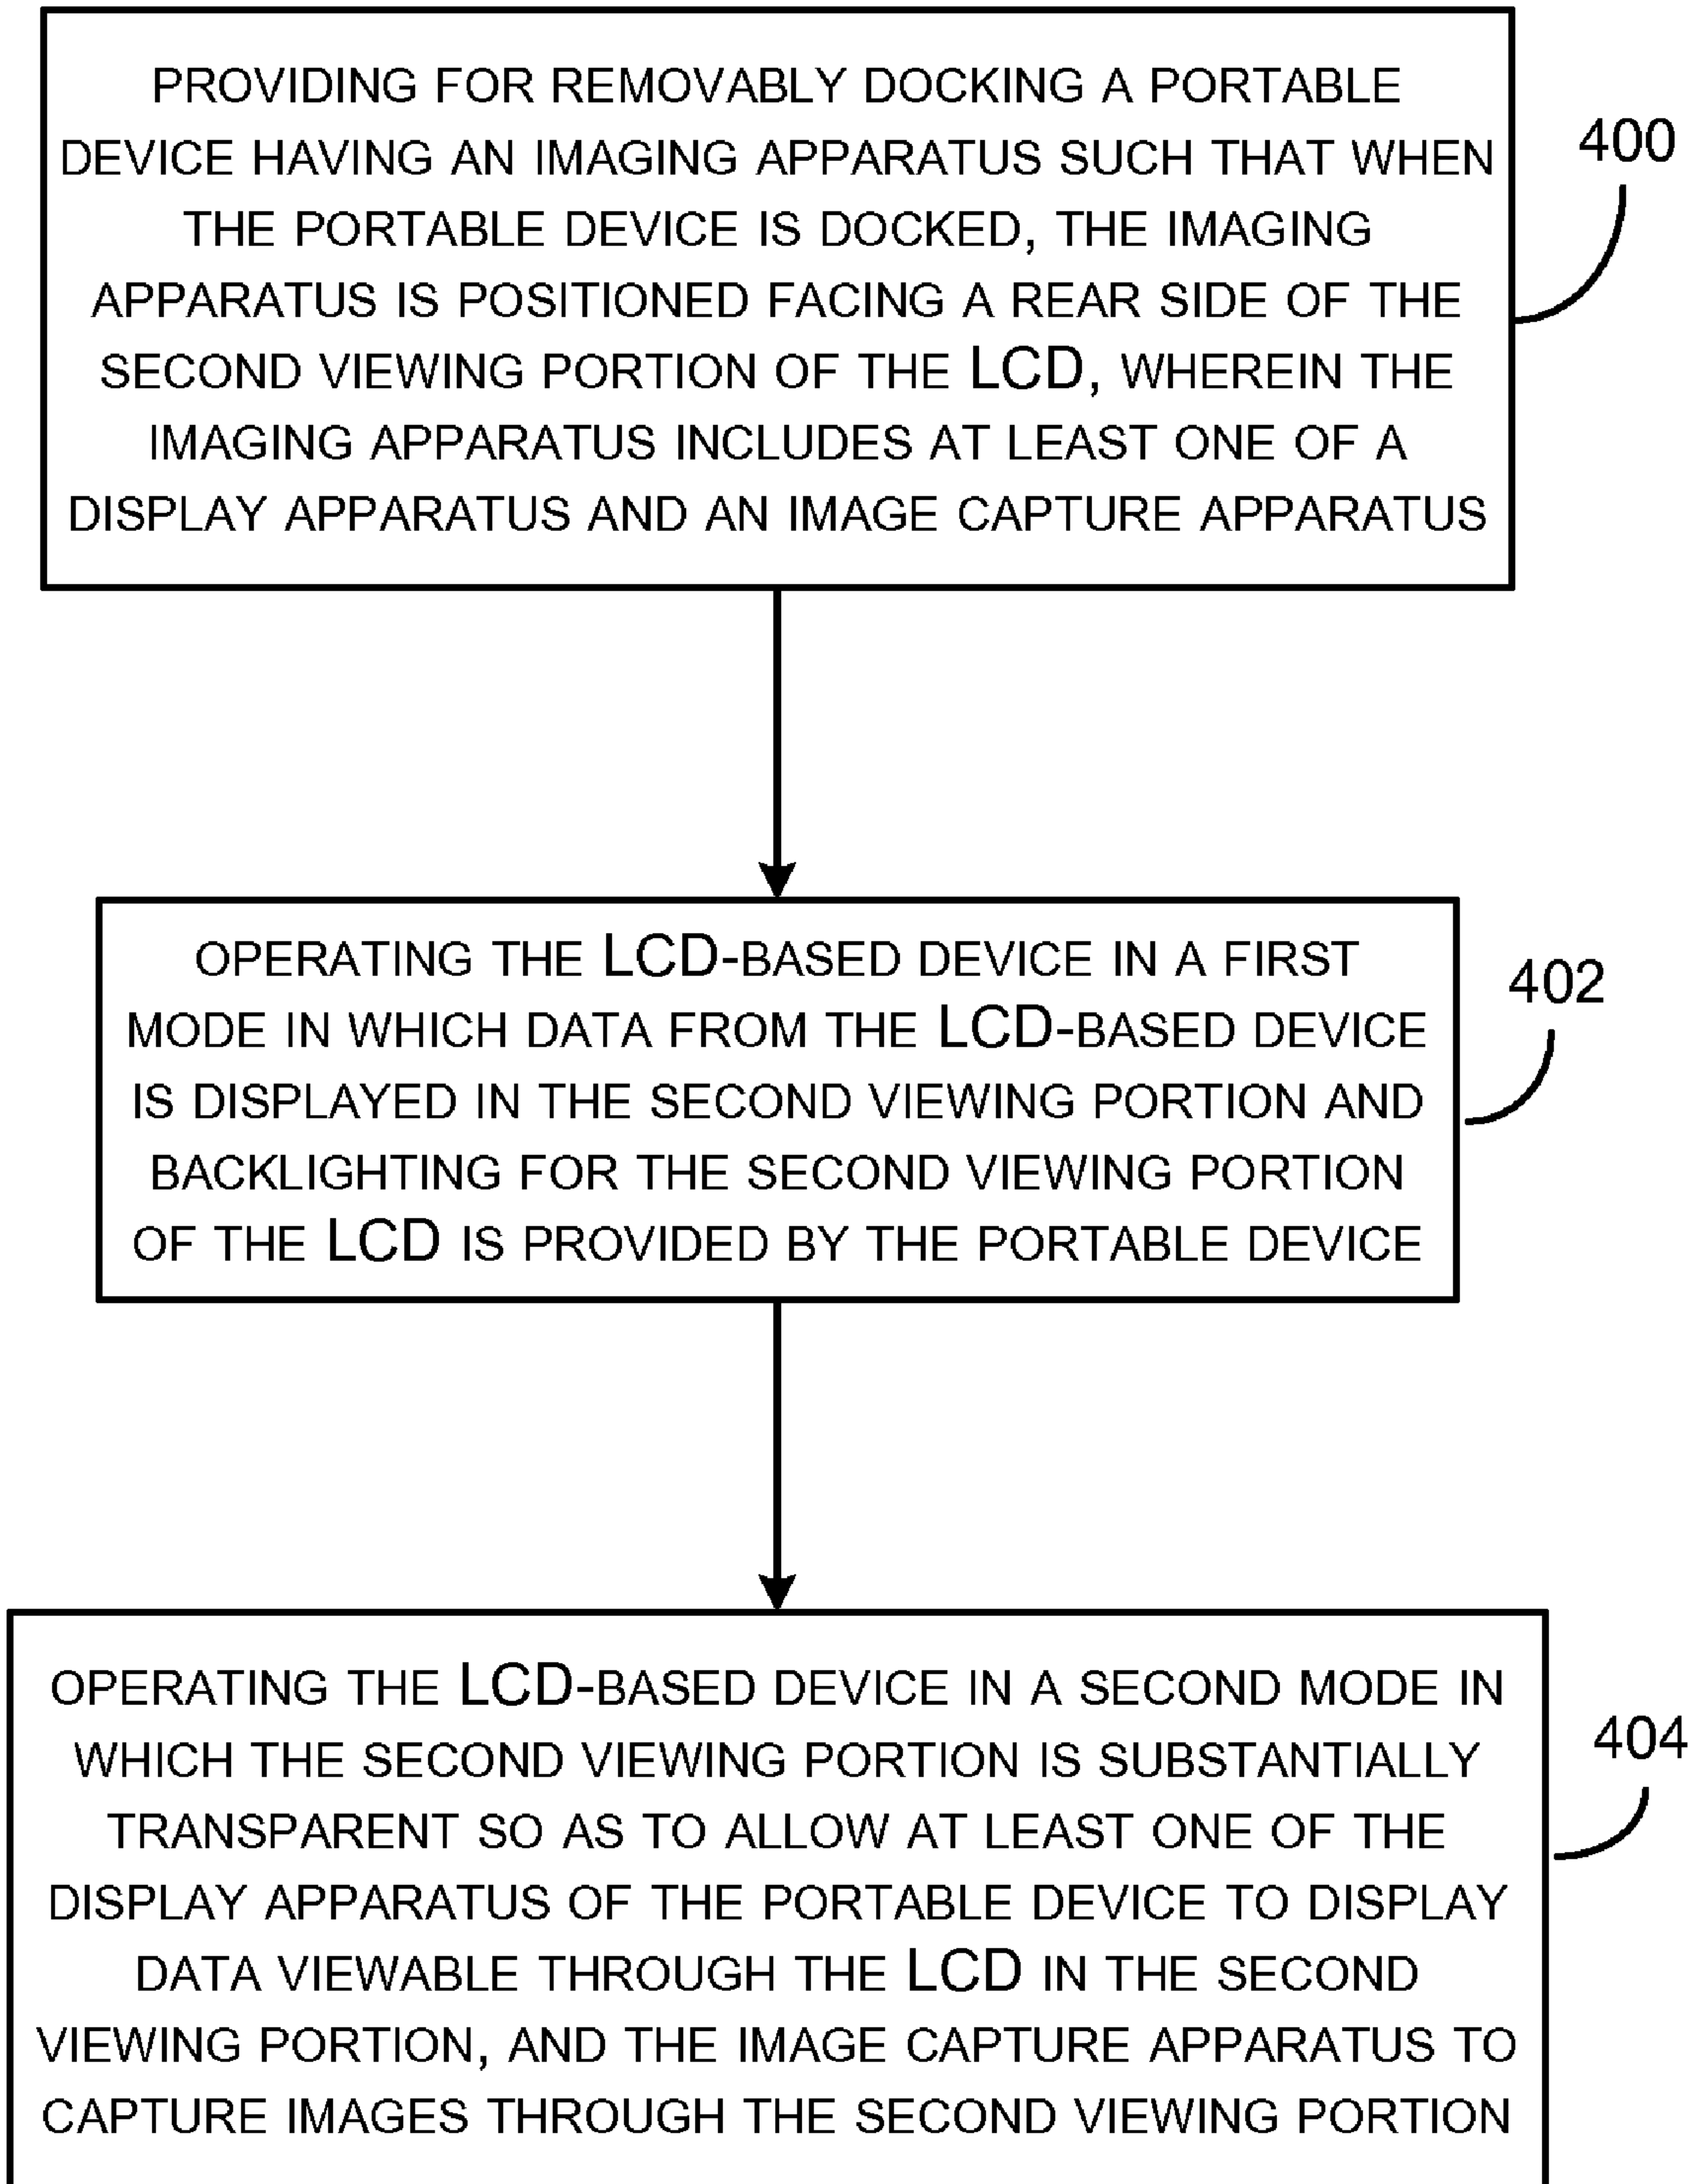 PROVIDING FOR REMOVABLY DOCKING A PORTABLE
DEVICE HAVING AN IMAGING APPARATUS SUCH THAT WHEN
THE PORTABLE DEVICE IS DOCKED, THE IMAGING
APPARATUS IS POSITIONED FACING A REAR SIDE OF THE
SECOND VIEWING PORTION OF THE LCD, WHEREIN THE
IMAGING APPARATUS INCLUDES AT LEAST ONE OF A
DISPLAY APPARATUS AND AN IMAGE CAPTURE APPARATUS
400
OPERATING THE LCD-BASED DEVICE IN A FIRST
MODE IN WHICH DATA FROM THE LCD-BASED DEVICE
IS DISPLAYED IN THE SECOND VIEWING PORTION AND
BACKLIGHTING FOR THE SECOND VIEWING PORTION
OF THE LCD IS PROVIDED BY THE PORTABLE DEVICE
402
OPERATING THE LCD-BASED DEVICE IN A SECOND MODE IN
WHICH THE SECOND VIEWING PORTION IS SUBSTANTIALLY
TRANSPARENT SO AS TO ALLOW AT LEAST ONE OF THE
DISPLAY APPARATUS OF THE PORTABLE DEVICE TO DISPLAY
DATA VIEWABLE THROUGH THE LCD IN THE SECOND
VIEWING PORTION, AND THE IMAGE CAPTURE APPARATUS TO
CAPTURE IMAGES THROUGH THE SECOND VIEWING PORTION
404